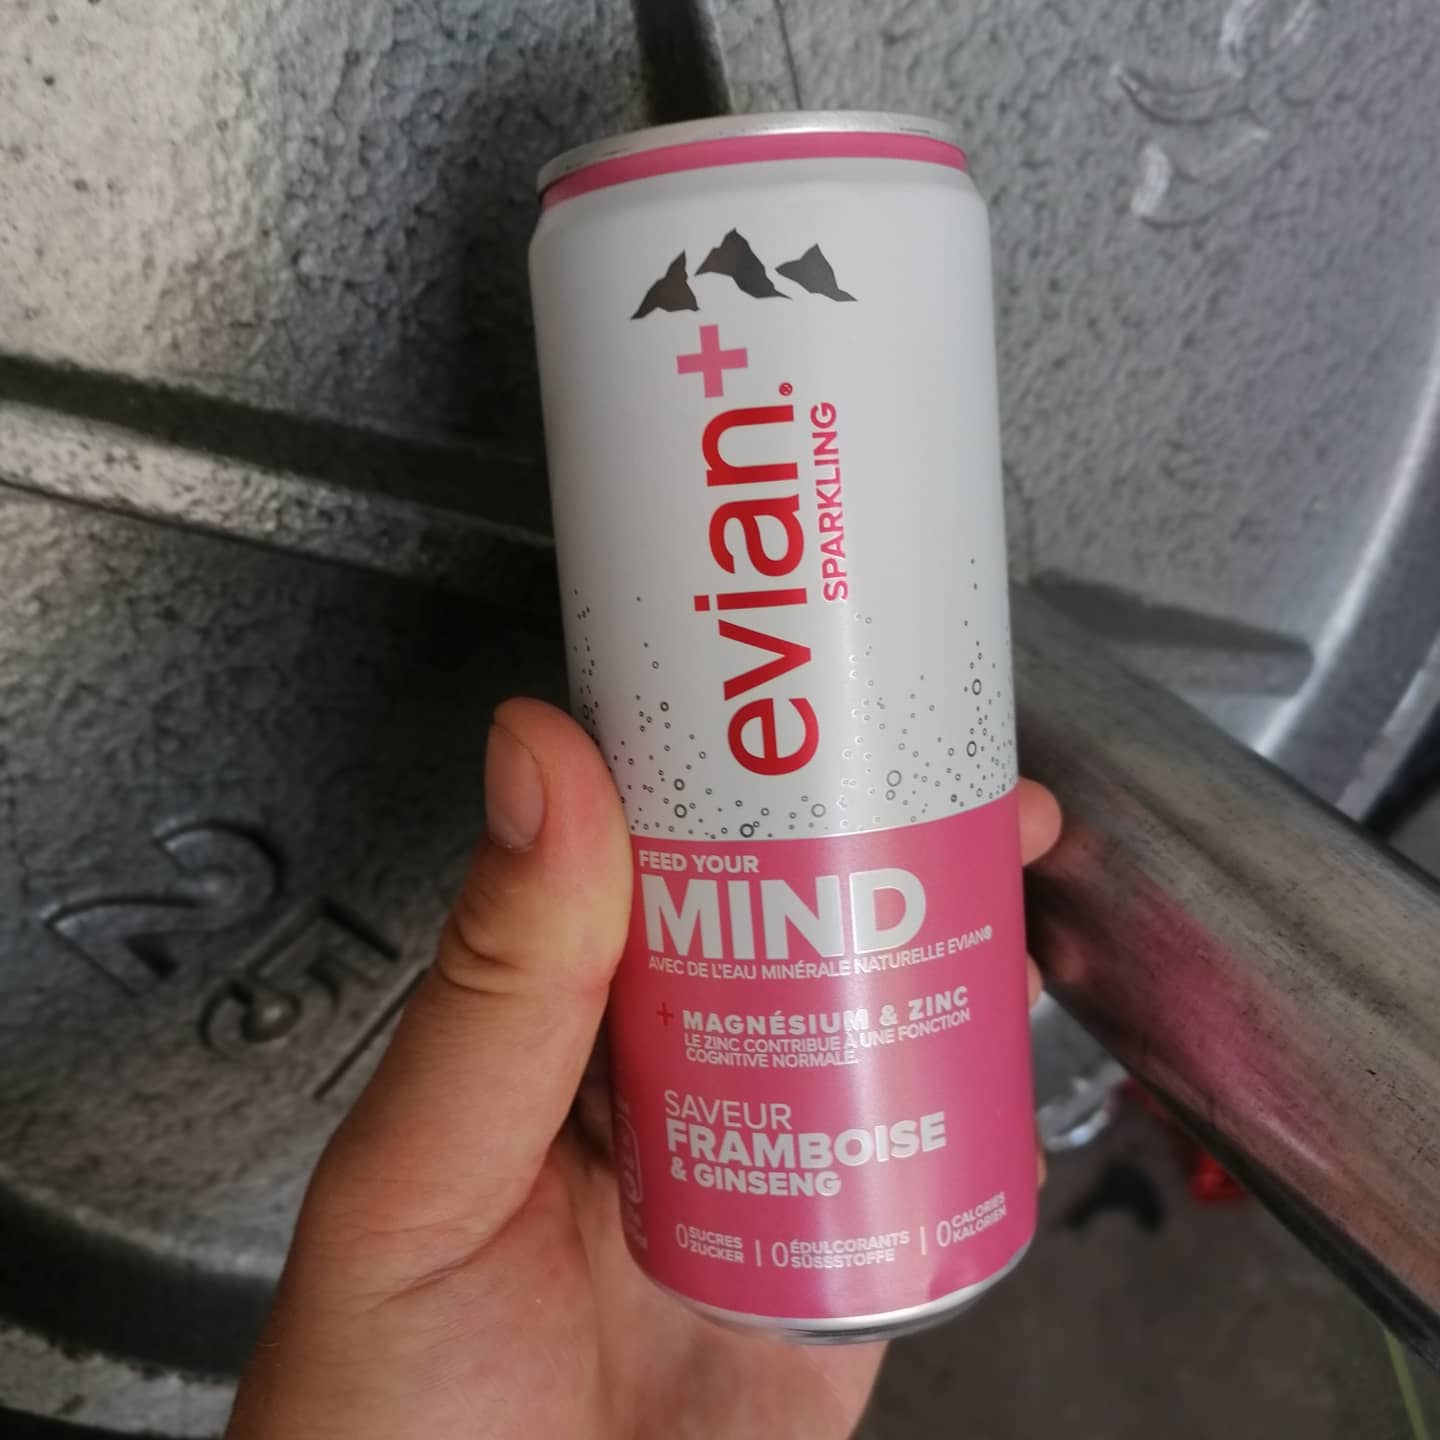 evian+
SPARKLING
FEED YOUR
MIND
AVEC DE L'EAU MINÉRALE NATURELLE EVIAN®
+ MAGNÉSIUM & ZINC
LE ZINC CONTRIBUE À UNE FONCTION
COGNITIVE NORMALE.
SAVEUR
FRAMBOISE
& GINSENG
0 SUCRES ZUCKER | 0 ÉDULCORANTS SÜSSSTOFFE | 0 CALORIES KALORIEN
25